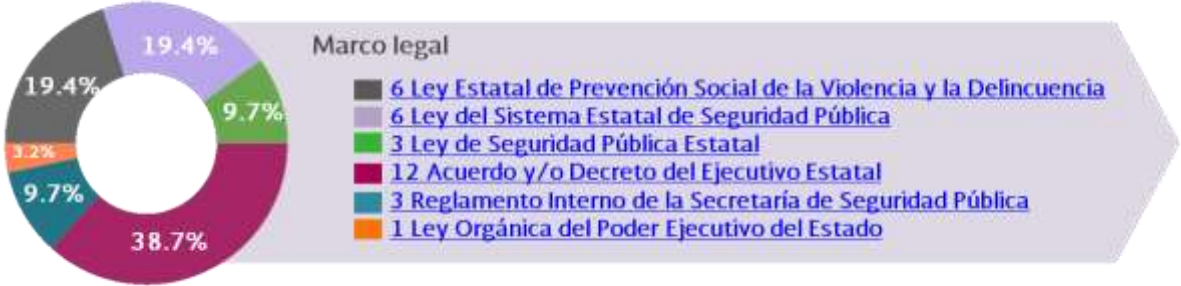 19.4%
19.4%
9.7%
3.2%
9.7%
38.7%
Marco legal
6 Ley Estatal de Prevención Social de la Violencia y la Delincuencia
6 Ley del Sistema Estatal de Seguridad Pública
3 Ley de Seguridad Pública Estatal
12 Acuerdo y/o Decreto del Ejecutivo Estatal
3 Reglamento Interno de la Secretaría de Seguridad Pública
1 Ley Orgánica del Poder Ejecutivo del Estado